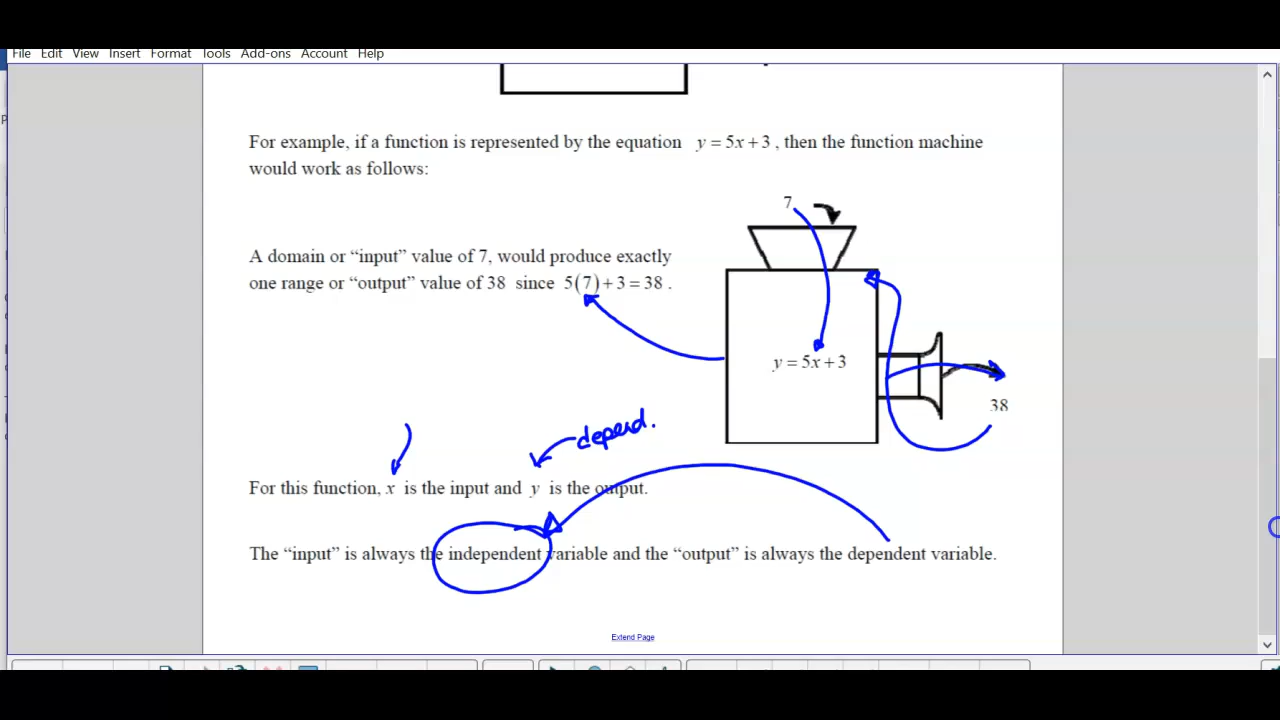 File Edit View Insert Format Tools Add-ons Account Help
For example, if a function is represented by the equation y = 5x + 3 , then the function machine
would work as follows:
7
A domain or “input” value of 7, would produce exactly
one range or “output” value of 38 since 5(7) + 3 = 38 .
y = 5x + 3
38
depend.
For this function, x is the input and y is the output.
The “input” is always the independent variable and the “output” is always the dependent variable.
Extend Page